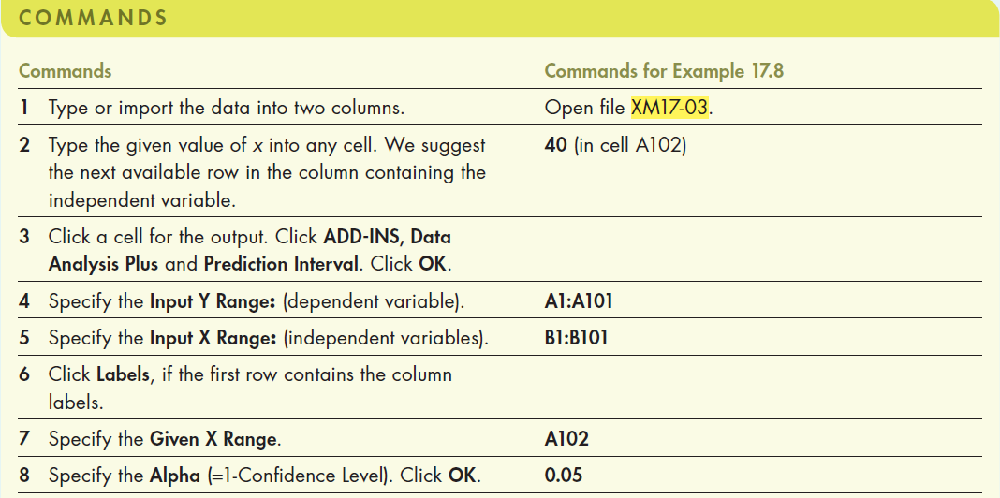 COMMANDS
Commands Commands for Example 17.8
1 Type or import the data into two columns. Open file XM17-03.
2 Type the given value of x into any cell. We suggest 40 (in cell A102)
the next available row in the column containing the
independent variable.
3 Click a cell for the output. Click ADD-INS, Data
Analysis Plus and Prediction Interval. Click OK.
4 Specify the Input Y Range: (dependent variable). A1:A101
5 Specify the Input X Range: (independent variables). B1:B101
6 Click Labels, if the first row contains the column
labels.
7 Specify the Given X Range. A102
8 Specify the Alpha (=1-Confidence Level). Click OK. 0.05